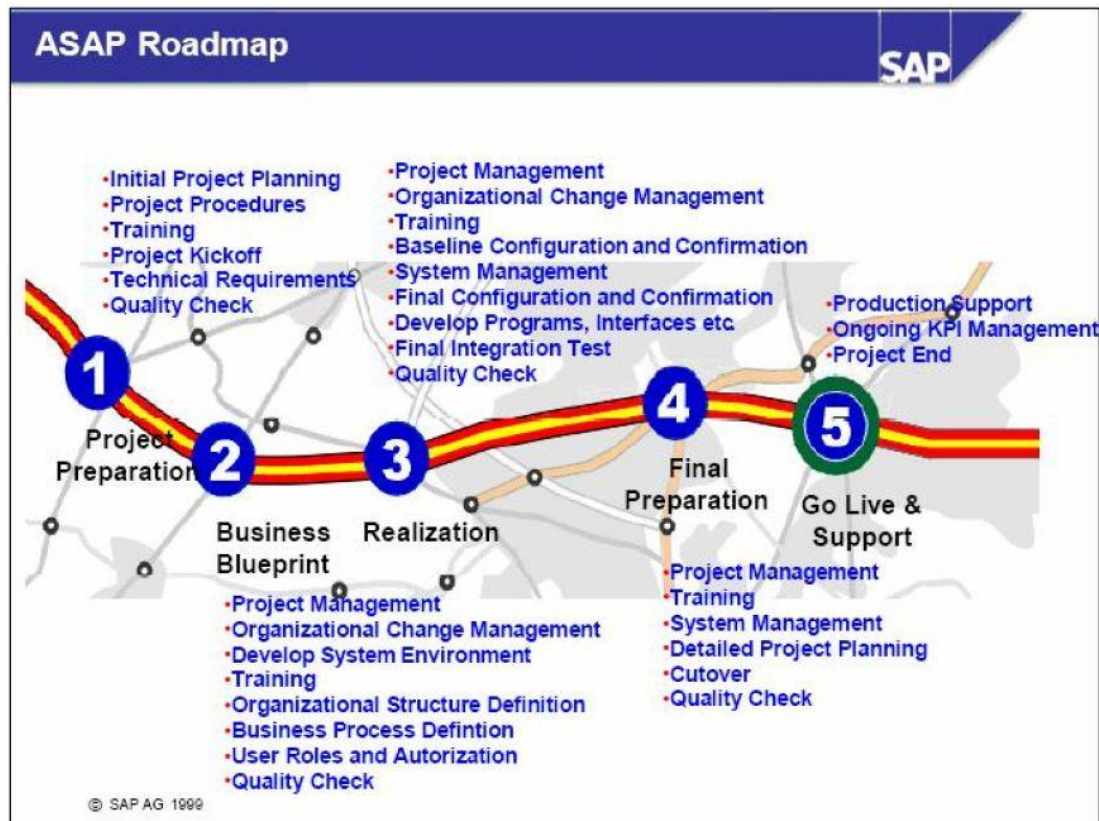 ASAP Roadmap
SAP
•Initial Project Planning
•Project Procedures
•Training
•Project Kickoff
•Technical Requirements
•Quality Check
•Project Management
•Organizational Change Management
•Training
•Baseline Configuration and Confirmation
•System Management
•Final Configuration and Confirmation
•Develop Programs, Interfaces etc.
•Final Integration Test
•Quality Check
•Production Support
•Ongoing KPI Management
•Project End
1
Project
Preparation
2
Business
Blueprint
3
Realization
4
Final
Preparation
5
Go Live &
Support
•Project Management
•Organizational Change Management
•Develop System Environment
•Training
•Organizational Structure Definition
•Business Process Defintion
•User Roles and Autorization
•Quality Check
•Project Management
•Training
•System Management
•Detailed Project Planning
•Cutover
•Quality Check
© SAP AG 1999